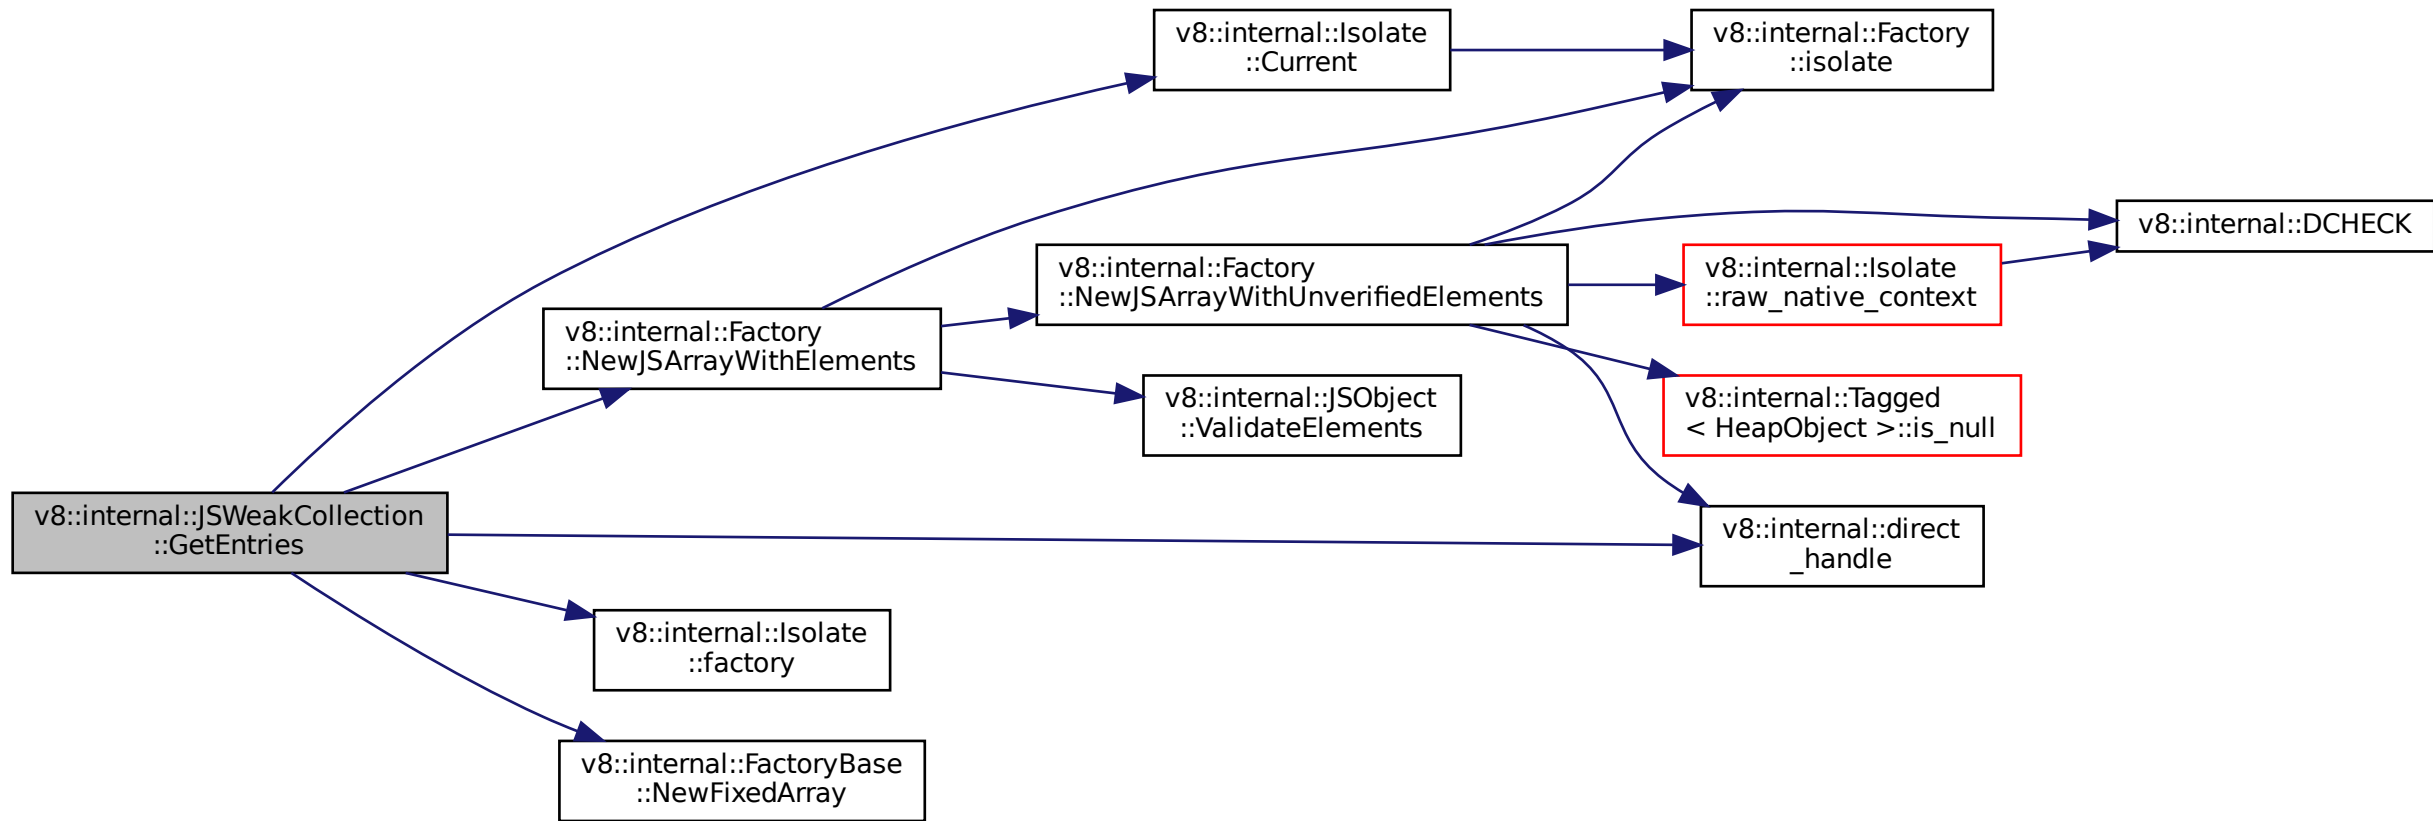 v8::internal::JSWeakCollection
::GetEntries
v8::internal::Isolate
::Current
v8::internal::Factory
::isolate
v8::internal::Factory
::NewJSArrayWithElements
v8::internal::Factory
::NewJSArrayWithUnverifiedElements
v8::internal::DCHECK
v8::internal::Isolate
::raw_native_context
v8::internal::Tagged
< HeapObject >::is_null
v8::internal::direct
_handle
v8::internal::JSObject
::ValidateElements
v8::internal::Isolate
::factory
v8::internal::FactoryBase
::NewFixedArray